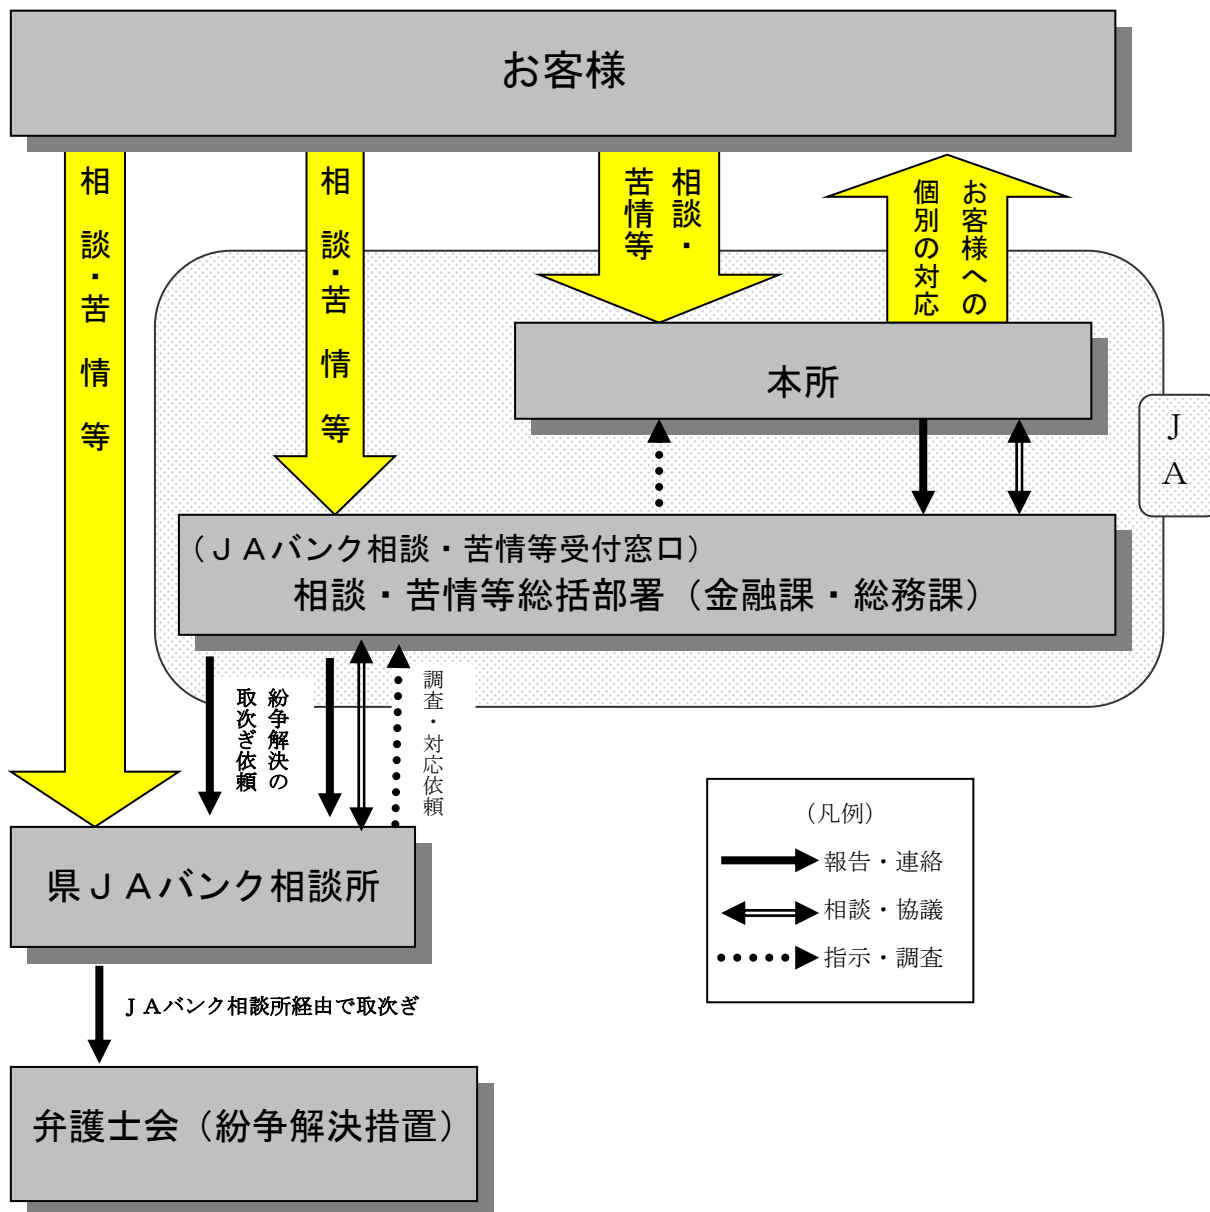 お客様
相談・苦情等
相談・苦情等
相談・
苦情等
お客様への
個別の対応
本所
ＪＡ
（ＪＡバンク相談・苦情等受付窓口）
相談・苦情等総括部署（金融課・総務課）
紛争解決の
取次ぎ依頼
調査・対応依頼
県ＪＡバンク相談所
（凡例）
報告・連絡
相談・協議
指示・調査
ＪＡバンク相談所経由で取次ぎ
弁護士会（紛争解決措置）